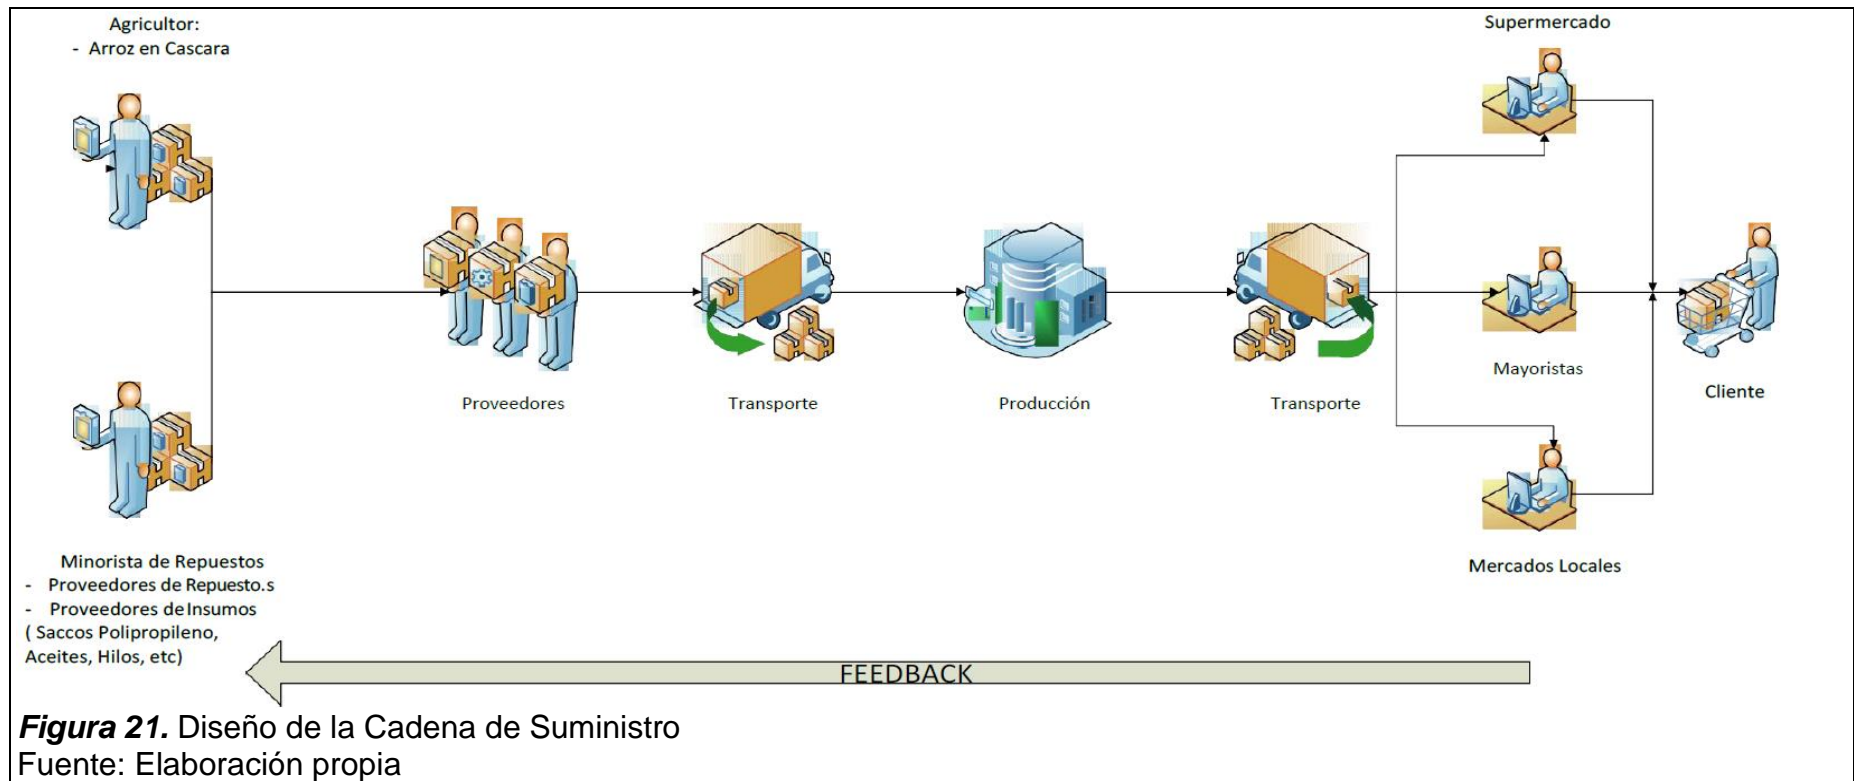 Agricultor:
- Arroz en Cascara
Supermercado
Proveedores
Transporte
Producción
Transporte
Mayoristas
Cliente
Mercados Locales
Minorista de Repuestos
- Proveedores de Repuesto.s
- Proveedores de Insumos
( Saccos Polipropileno,
Aceites, Hilos, etc)
FEEDBACK
Figura 21. Diseño de la Cadena de Suministro
Fuente: Elaboración propia